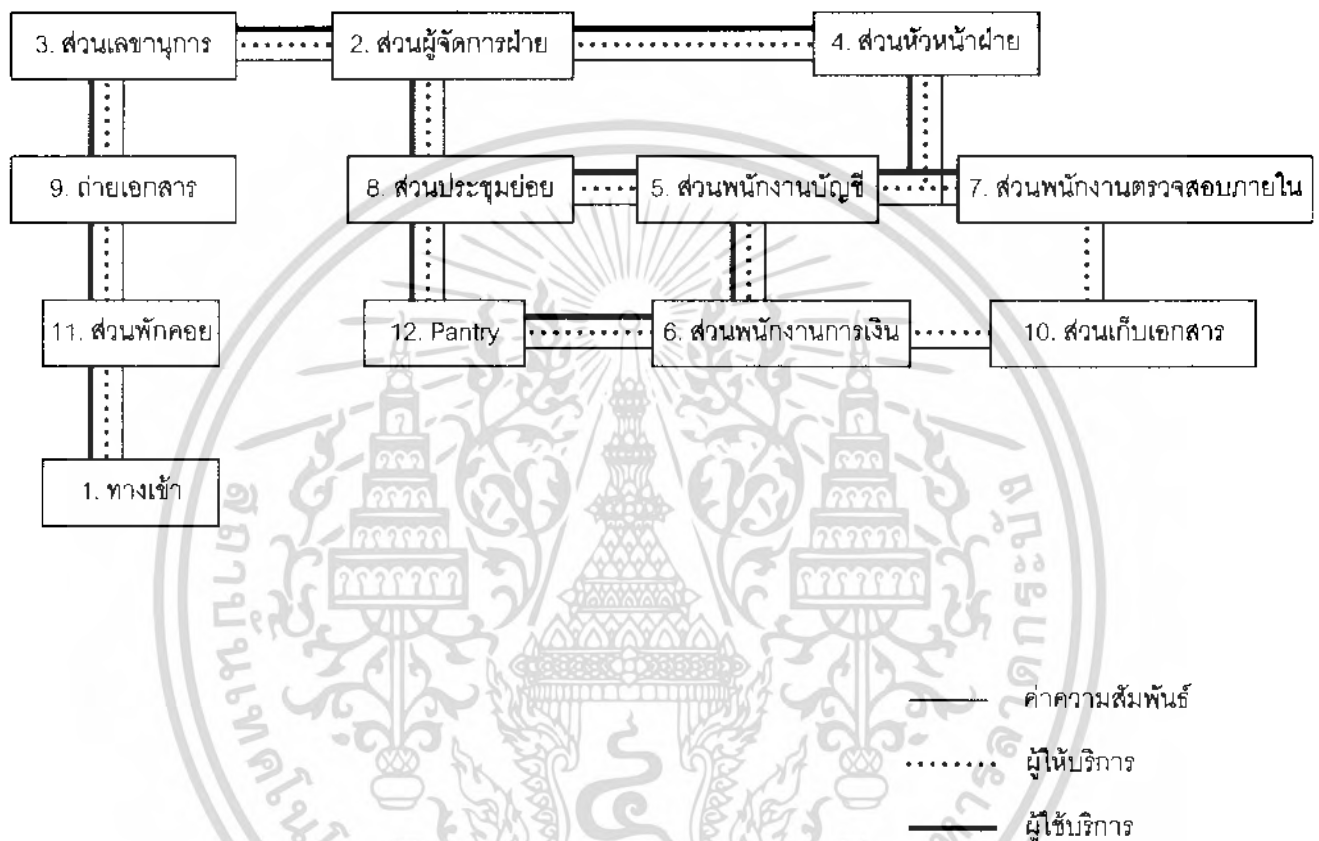 3. ส่วนเลขานุการ
2. ส่วนผู้จัดการฝ่าย
4. ส่วนหัวหน้าฝ่าย
9. ถ่ายเอกสาร
8. ส่วนประชุมย่อย
5. ส่วนพนักงานบัญชี
7. ส่วนพนักงานตรวจสอบภายใน
11. ส่วนพักคอย
12. Pantry
6. ส่วนพนักงานการเงิน
10. ส่วนเก็บเอกสาร
1. ทางเข้า
ค่าความสัมพันธ์
ผู้ให้บริการ
ผู้ใช้บริการ